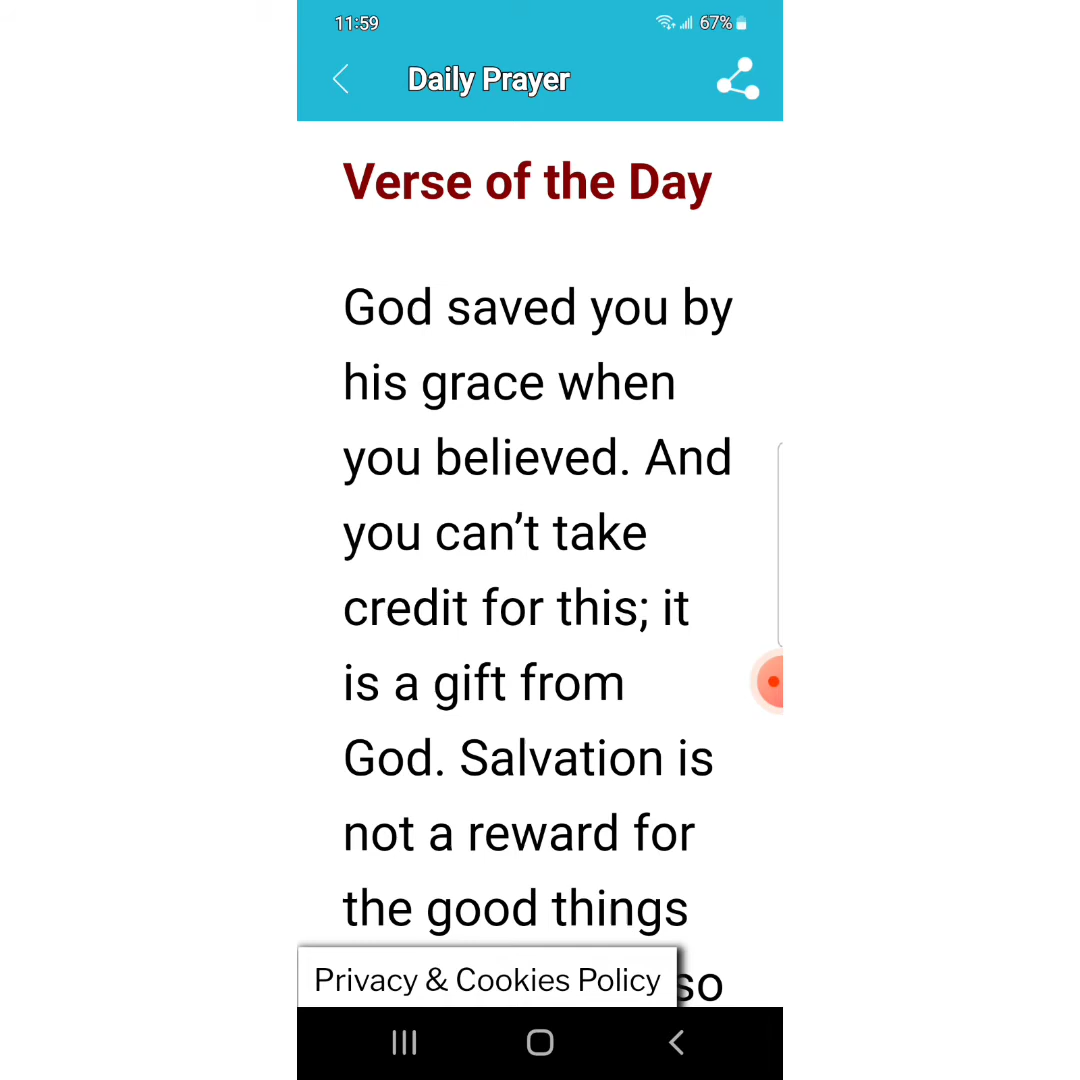 11:59 67%
Daily Prayer
Verse of the Day
God saved you by
his grace when
you believed. And
you can’t take
credit for this; it
is a gift from
God. Salvation is
not a reward for
the good things
so
Privacy & Cookies Policy